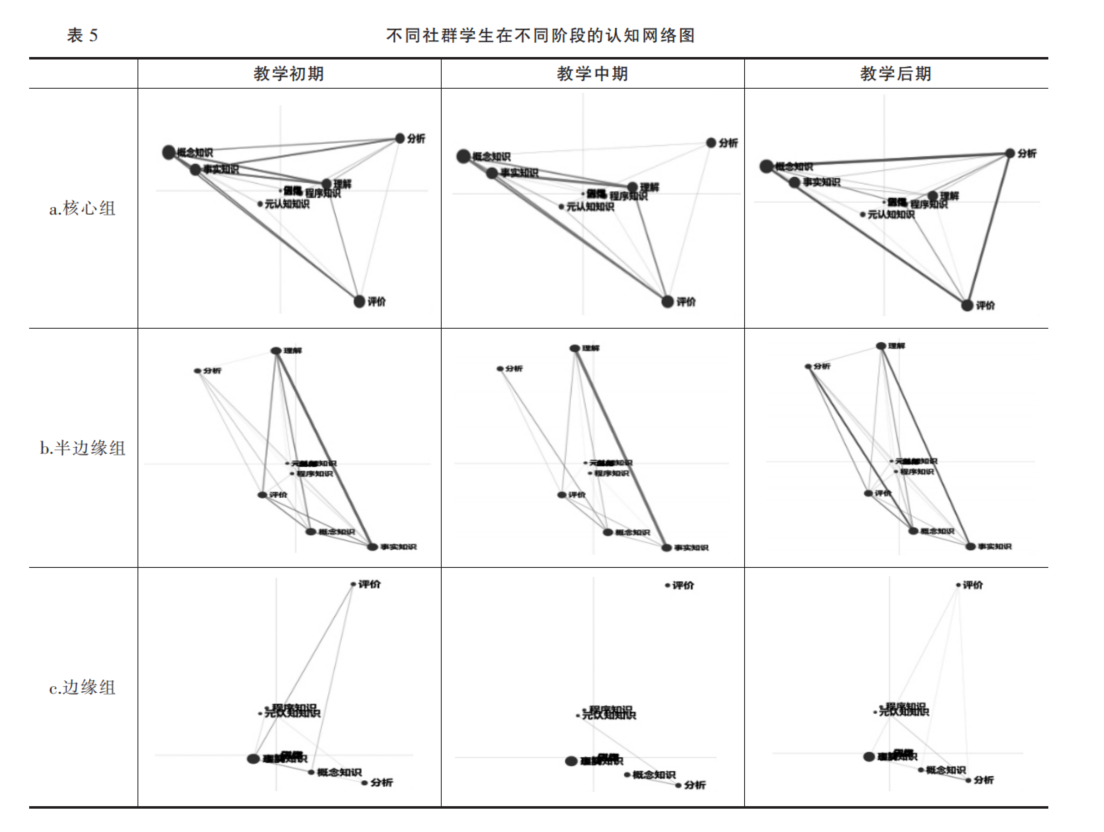 表 5 不同社群学生在不同阶段的认知网络图
教学初期 教学中期 教学后期
a.核心组
概念知识
事实知识
分析
理解
程序知识
元认知知识
评价
概念知识
事实知识
分析
理解
程序知识
元认知知识
评价
概念知识
事实知识
分析
理解
程序知识
元认知知识
评价
b.半边缘组
理解
分析
程序知识
评价
概念知识
事实知识
理解
分析
程序知识
评价
概念知识
事实知识
理解
分析
程序知识
评价
概念知识
事实知识
c.边缘组
评价
程序知识
元认知知识
概念知识
分析
评价
程序知识
元认知知识
概念知识
分析
评价
程序知识
元认知知识
概念知识
分析